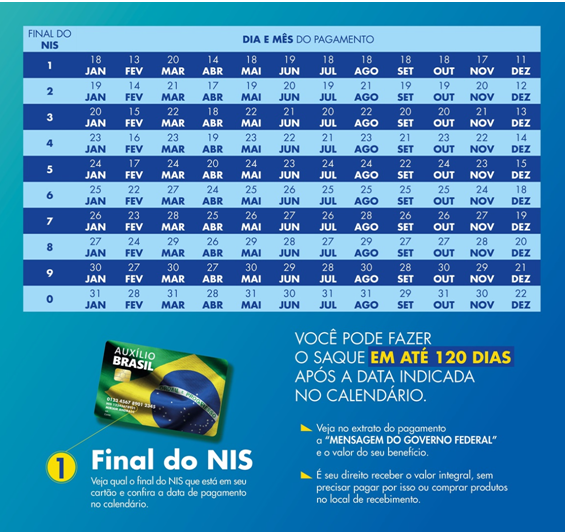 FINAL DO
NIS
DIA E MÊS DO PAGAMENTO
18 13 20 14 18 19 18 18 18 18 17 11
1
JAN FEV MAR ABR MAI JUN JUL AGO SET OUT NOV DEZ
19 14 21 17 19 20 19 21 19 19 20 12
2
JAN FEV MAR ABR MAI JUN JUL AGO SET OUT NOV DEZ
20 15 22 18 22 21 20 22 20 20 21 13
3
JAN FEV MAR ABR MAI JUN JUL AGO SET OUT NOV DEZ
23 16 23 19 23 22 21 23 21 23 22 14
4
JAN FEV MAR ABR MAI JUN JUL AGO SET OUT NOV DEZ
24 17 24 20 24 23 24 24 22 24 23 15
5
JAN FEV MAR ABR MAI JUN JUL AGO SET OUT NOV DEZ
25 22 27 24 25 26 25 25 25 25 24 18
6
JAN FEV MAR ABR MAI JUN JUL AGO SET OUT NOV DEZ
26 23 28 25 26 27 26 28 26 26 27 19
7
JAN FEV MAR ABR MAI JUN JUL AGO SET OUT NOV DEZ
27 24 29 26 29 28 27 29 27 27 28 20
8
JAN FEV MAR ABR MAI JUN JUL AGO SET OUT NOV DEZ
30 27 30 27 30 29 28 30 28 30 29 21
9
JAN FEV MAR ABR MAI JUN JUL AGO SET OUT NOV DEZ
31 28 31 28 31 30 31 31 29 31 30 22
0
JAN FEV MAR ABR MAI JUN JUL AGO SET OUT NOV DEZ
AUXÍLIO
BRASIL
4567 8901 2345
1
Final do NIS
Veja qual o final do NIS que está em seu
cartão e confira a data de pagamento
no calendário.
VOCÊ PODE FAZER
O SAQUE EM ATÉ 120 DIAS
APÓS A DATA INDICADA
NO CALENDÁRIO.
Veja no extrato do pagamento
a “MENSAGEM DO GOVERNO FEDERAL”
e o valor do seu benefício.
É seu direito receber o valor integral, sem
precisar pagar por isso ou comprar produtos
no local de recebimento.